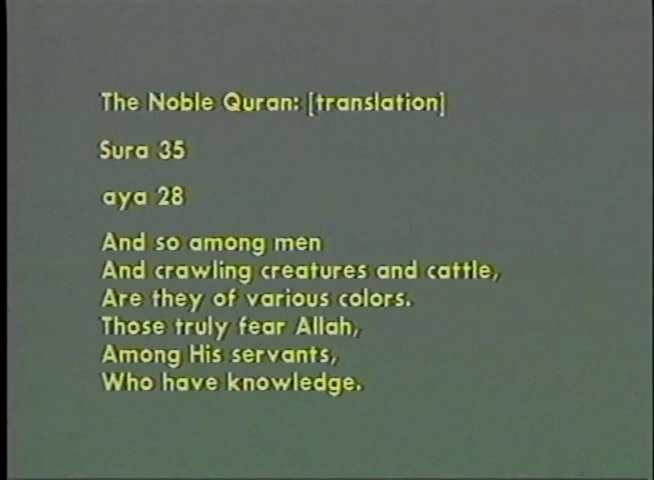 The Noble Quran: [translation]
Sura 35
aya 28
And so among men
And crawling creatures and cattle,
Are they of various colors.
Those truly fear Allah,
Among His servants,
Who have knowledge.